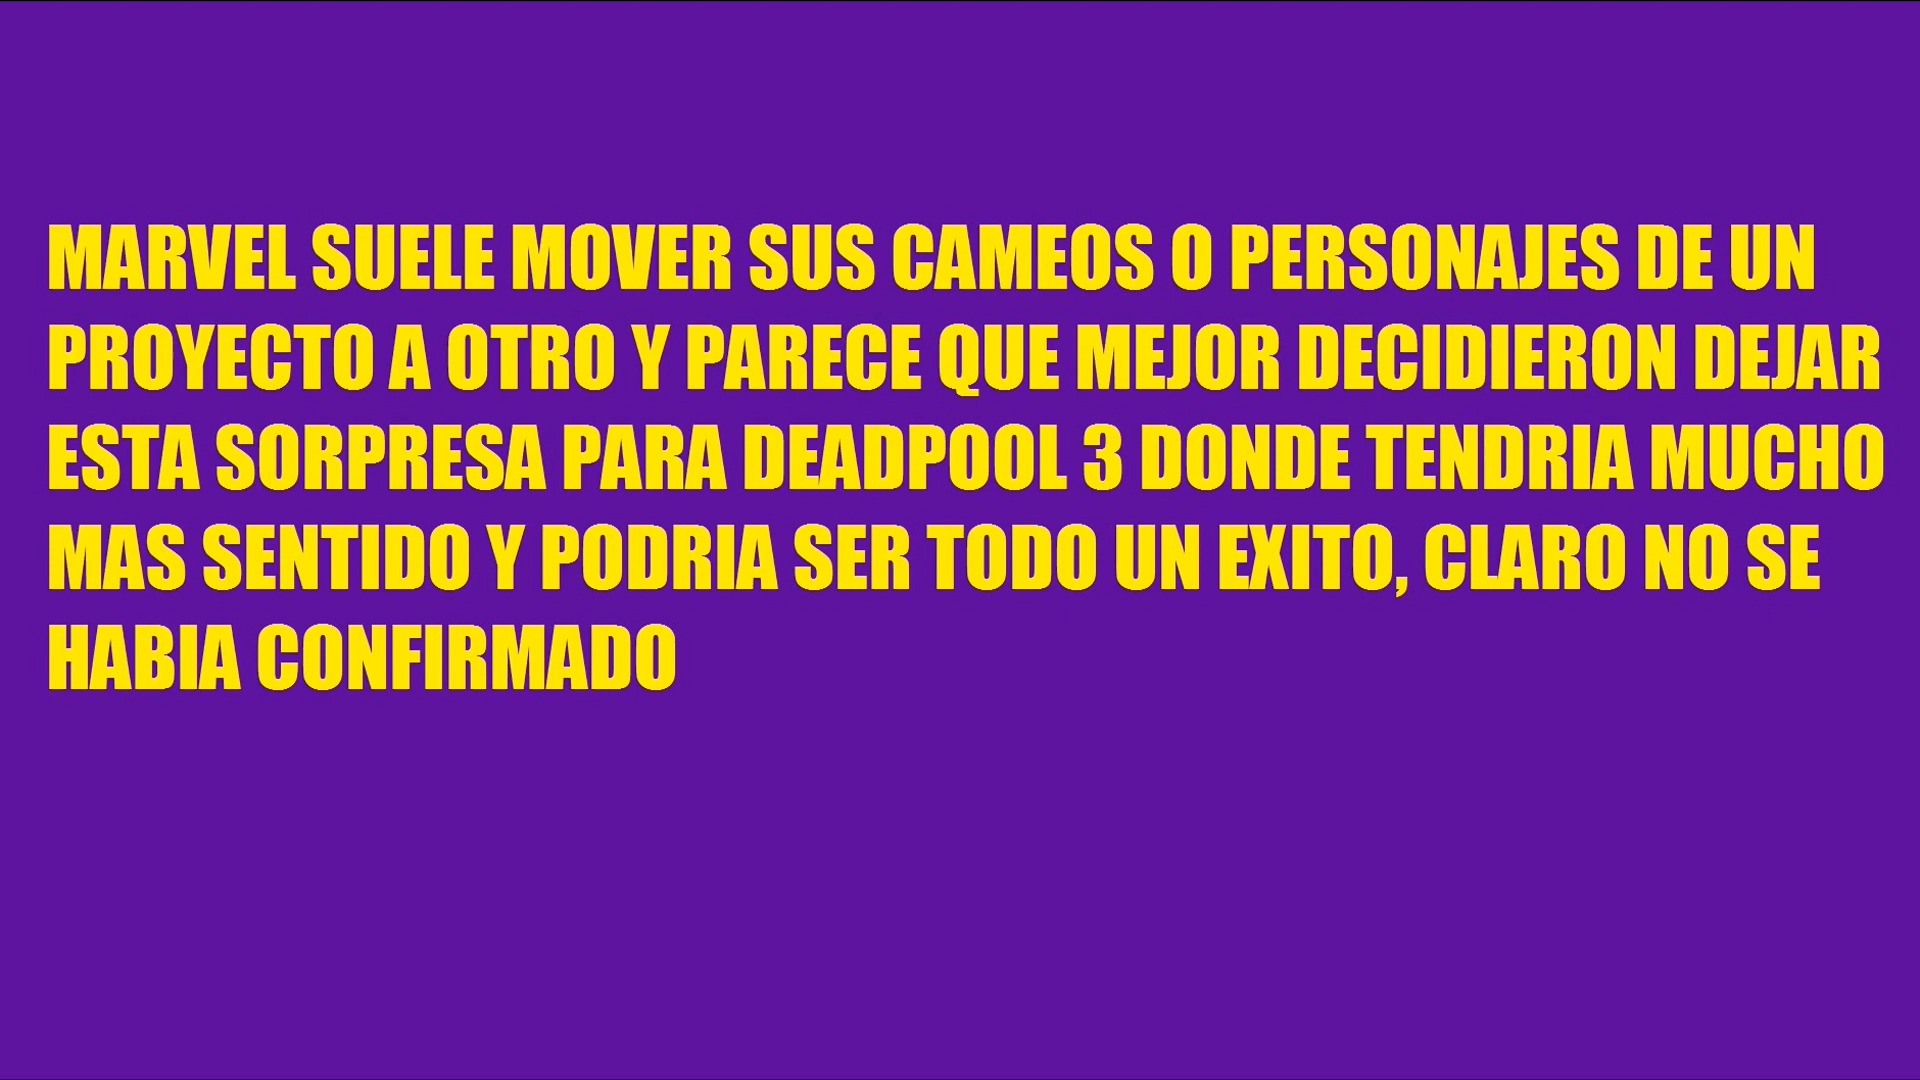 MARVEL SUELE MOVER SUS CAMEOS O PERSONAJES DE UN
PROYECTO A OTRO Y PARECE QUE MEJOR DECIDIERON DEJAR
ESTA SORPRESA PARA DEADPOOL 3 DONDE TENDRIA MUCHO
MAS SENTIDO Y PODRIA SER TODO UN EXITO, CLARO NO SE
HABIA CONFIRMADO